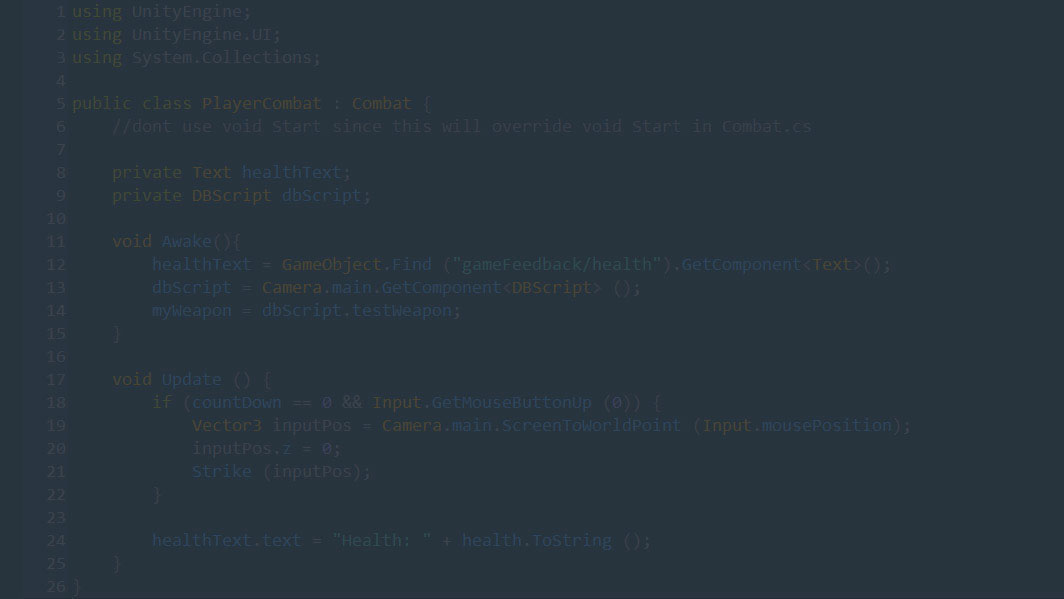 1 using UnityEngine;
2 using UnityEngine.UI;
3 using System.Collections;
4
5 public class PlayerCombat : Combat {
6     //dont use void Start since this will override void Start in Combat.cs
7
8     private Text healthText;
9     private DBScript dbScript;
10
11     void Awake(){
12         healthText = GameObject.Find ("gameFeedback/health").GetComponent<Text>();
13         dbScript = Camera.main.GetComponent<DBScript> ();
14         myWeapon = dbScript.testWeapon;
15     }
16
17     void Update () {
18         if (countDown == 0 && Input.GetMouseButtonUp (0)) {
19             Vector3 inputPos = Camera.main.ScreenToWorldPoint (Input.mousePosition);
20             inputPos.z = 0;
21             Strike (inputPos);
22         }
23
24         healthText.text = "Health: " + health.ToString ();
25     }
26 }